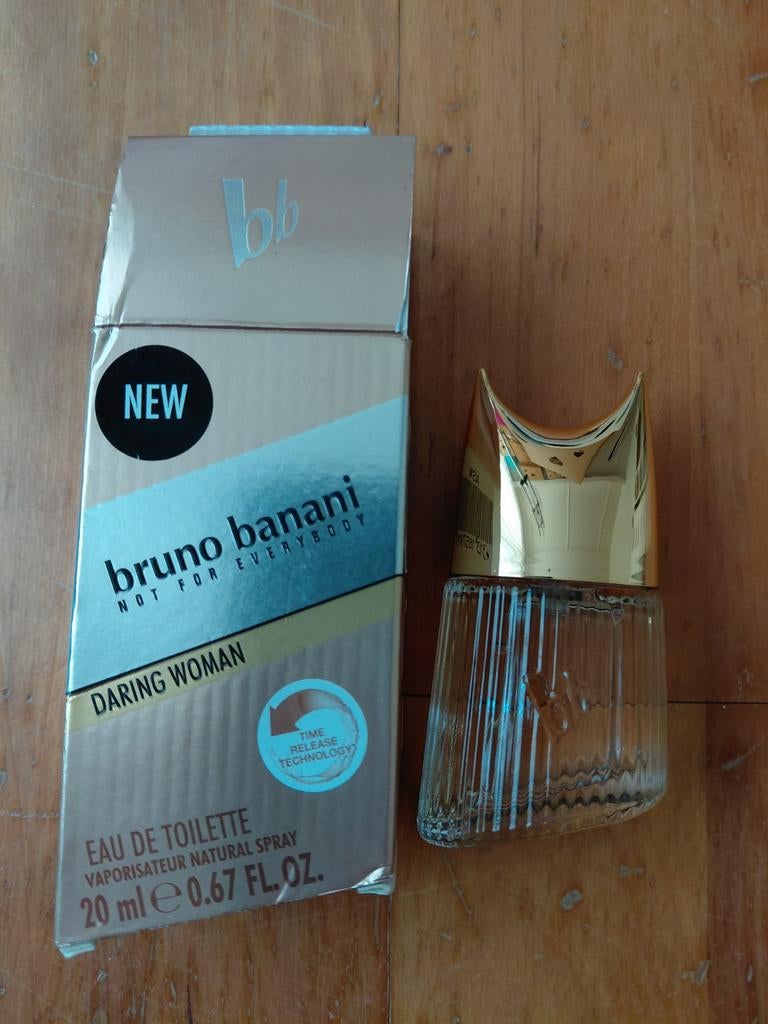 bb
NEW
bruno banani
NOT FOR EVERYBODY
DARING WOMAN
TIME
RELEASE
TECHNOLOGY
EAU DE TOILETTE
VAPORISATEUR NATURAL SPRAY
20 ml e 0.67 FL. OZ.
bb